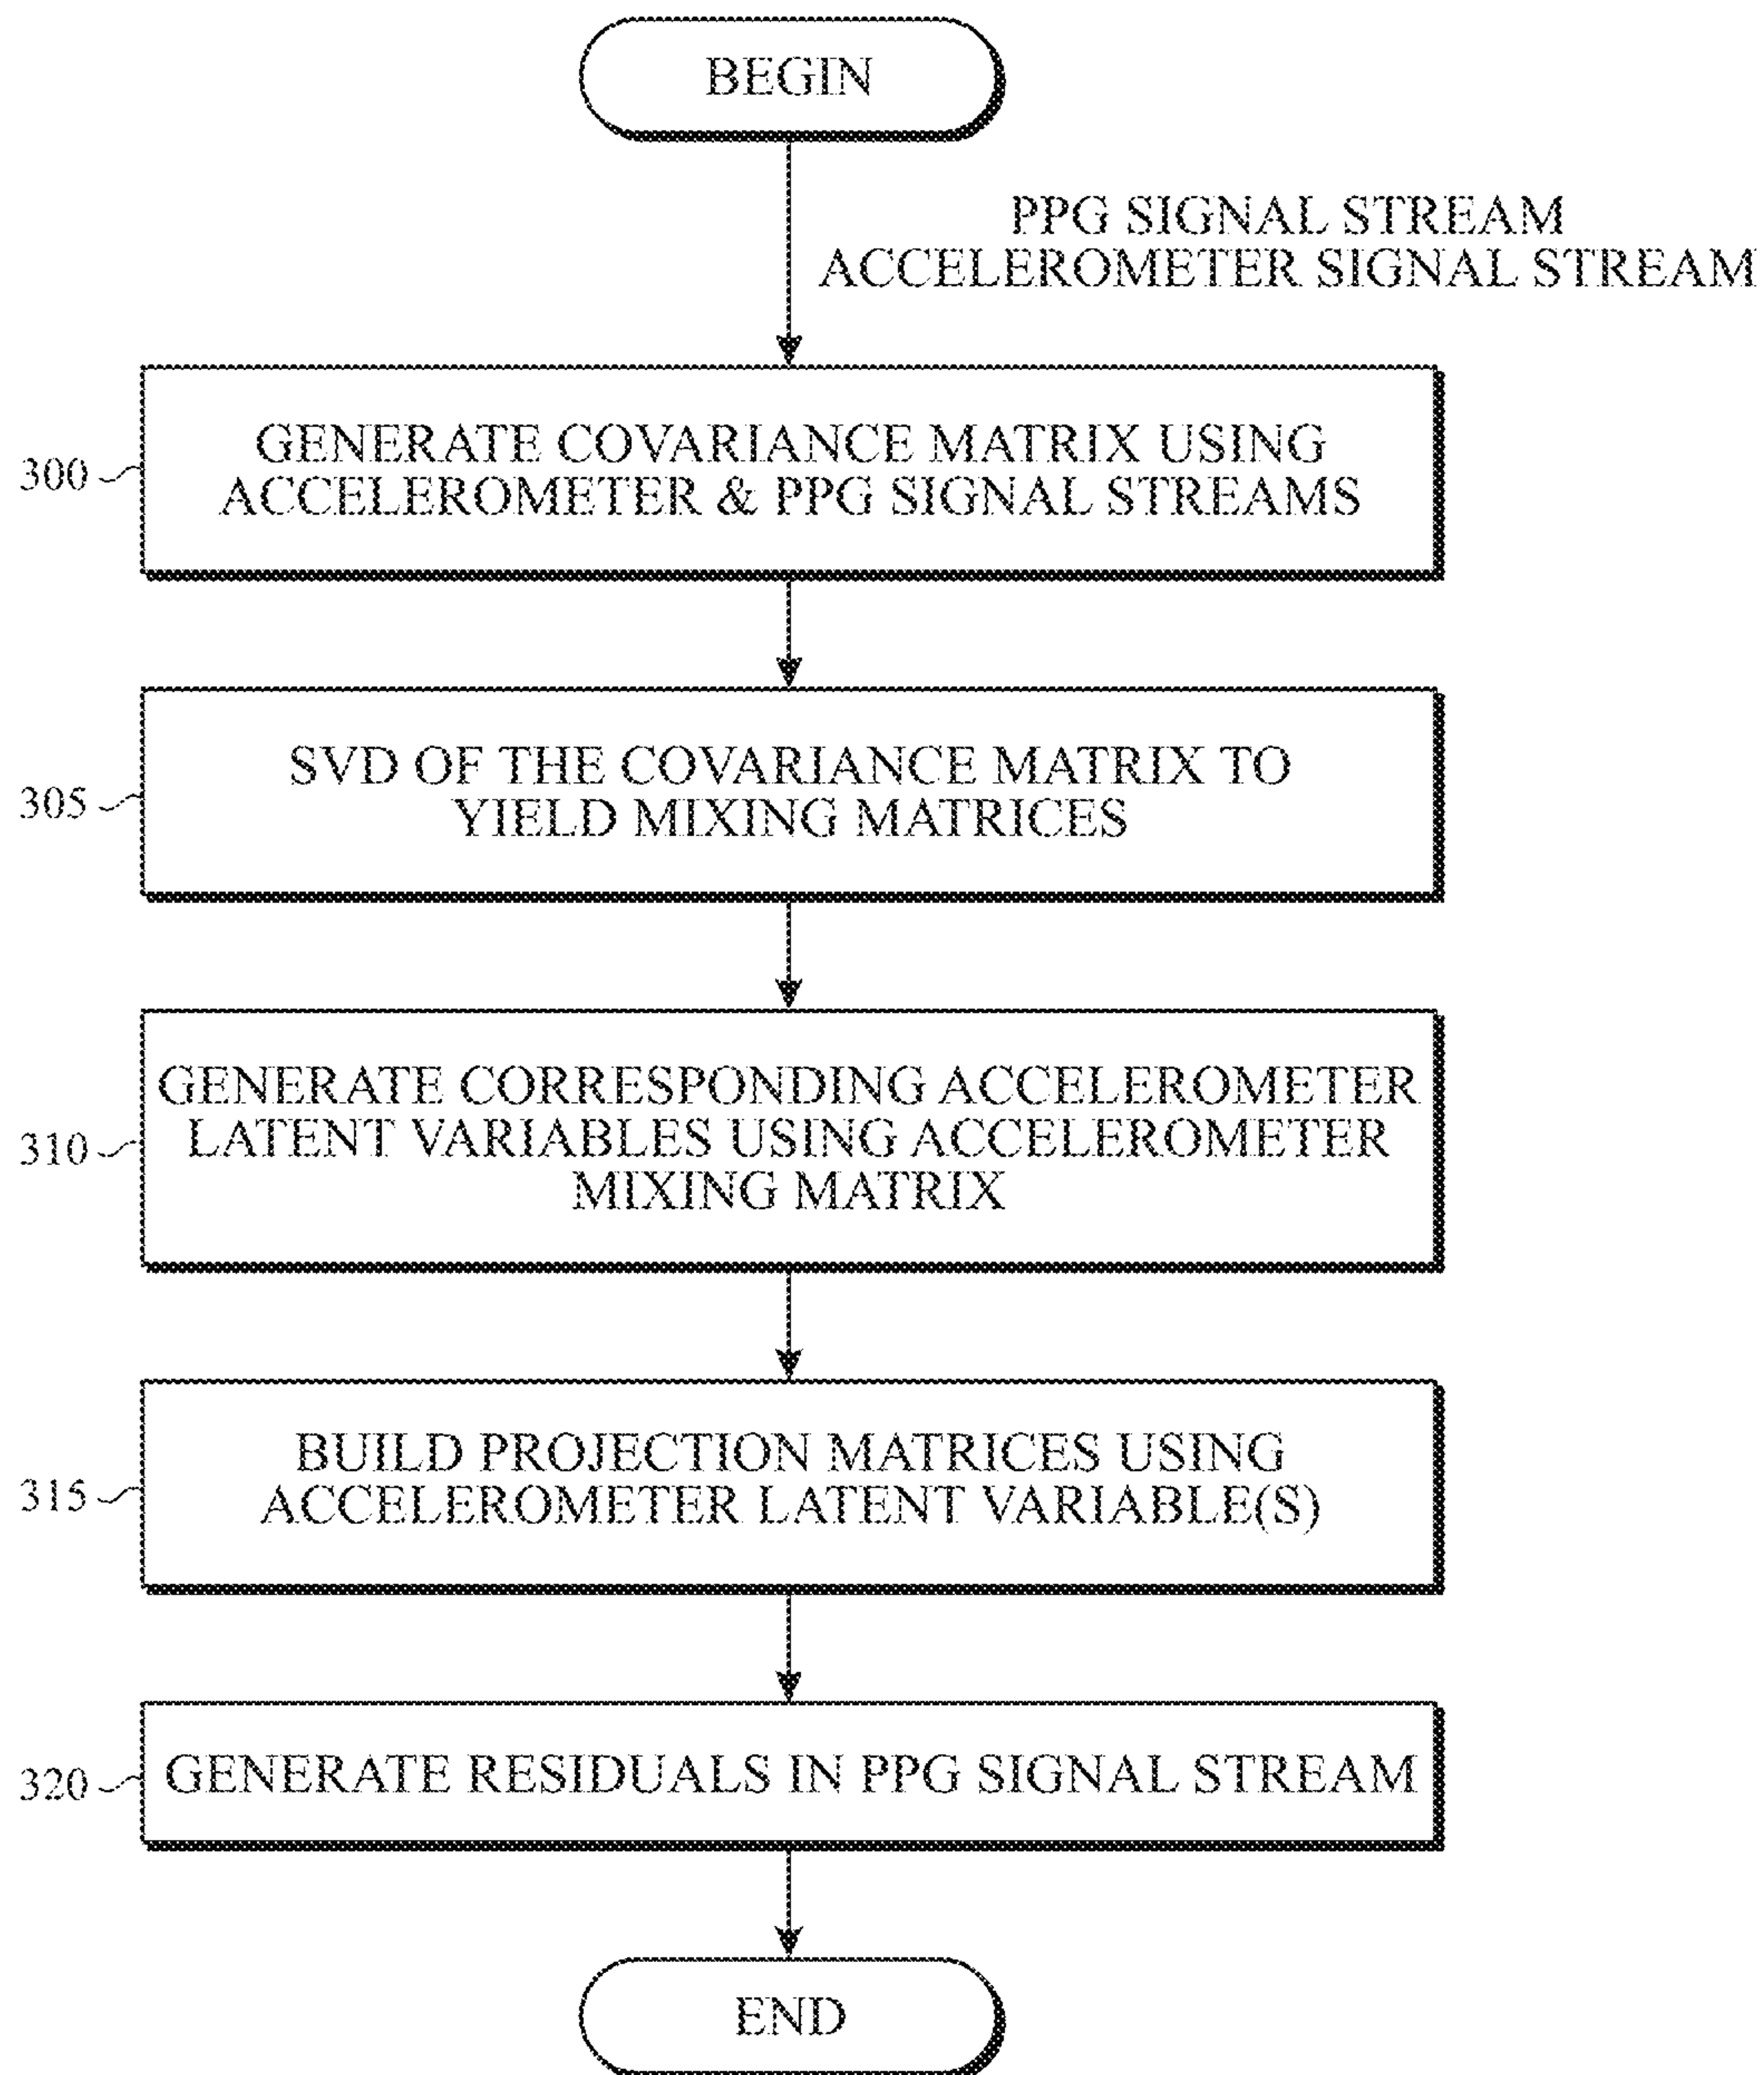 BEGIN
PPG SIGNAL STREAM
ACCELEROMETER SIGNAL STREAM
300
GENERATE COVARIANCE MATRIX USING
ACCELEROMETER & PPG SIGNAL STREAMS
305
SVD OF THE COVARIANCE MATRIX TO
YIELD MIXING MATRICES
310
GENERATE CORRESPONDING ACCELEROMETER
LATENT VARIABLES USING ACCELEROMETER
MIXING MATRIX
315
BUILD PROJECTION MATRICES USING
ACCELEROMETER LATENT VARIABLE(S)
320
GENERATE RESIDUALS IN PPG SIGNAL STREAM
END